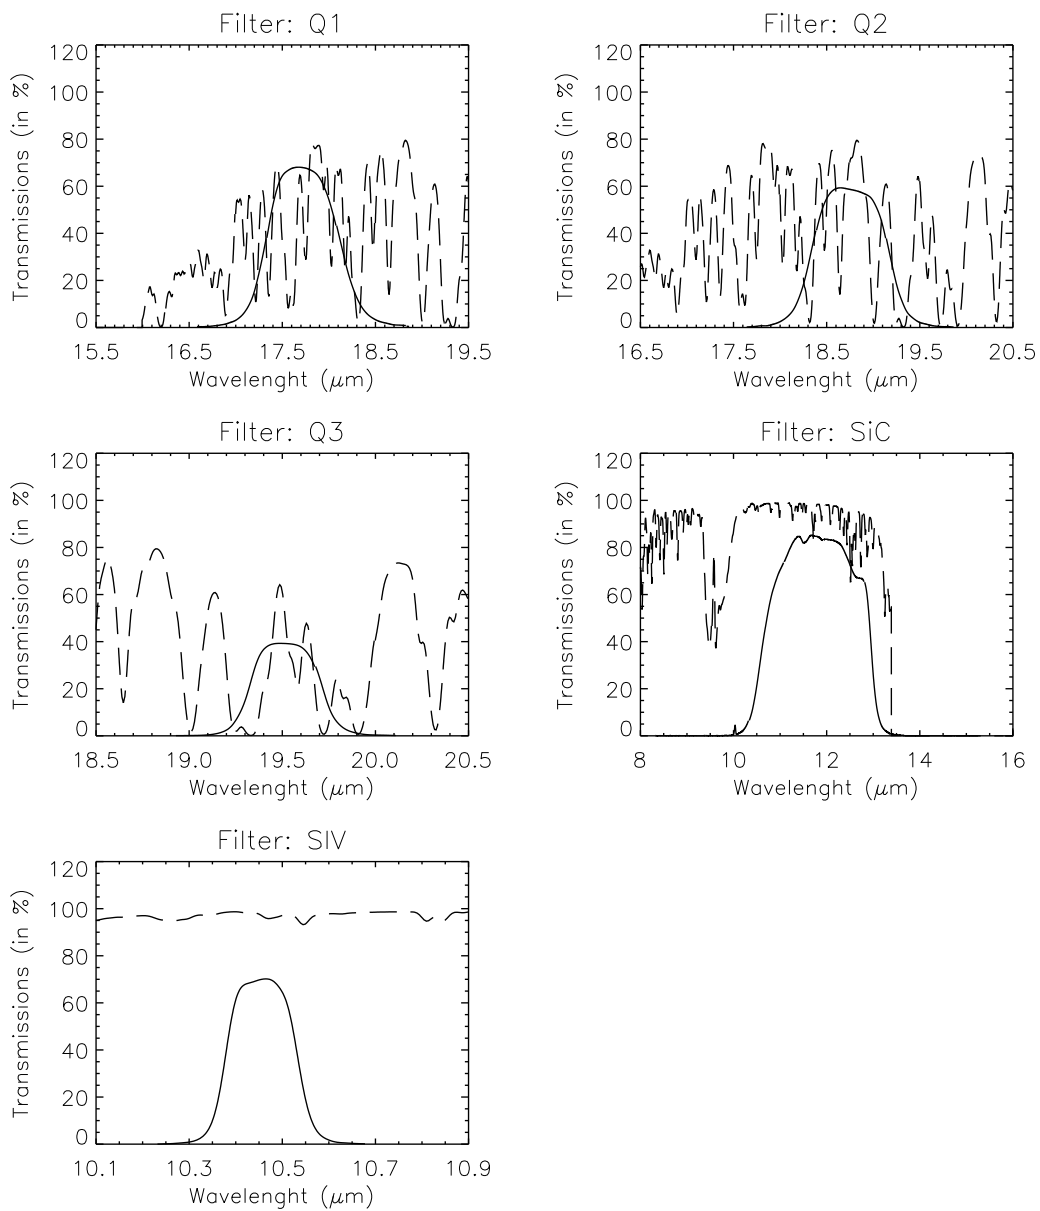 Filter: Q1
120
100
80
60
40
20
0
Transmissions (in %)
15.5 16.5 17.5 18.5 19.5
Wavelenght (μm)
Filter: Q2
120
100
80
60
40
20
0
Transmissions (in %)
16.5 17.5 18.5 19.5 20.5
Wavelenght (μm)
Filter: Q3
120
100
80
60
40
20
0
Transmissions (in %)
18.5 19.0 19.5 20.0 20.5
Wavelenght (μm)
Filter: SiC
120
100
80
60
40
20
0
Transmissions (in %)
8 10 12 14 16
Wavelenght (μm)
Filter: SIV
120
100
80
60
40
20
0
Transmissions (in %)
10.1 10.3 10.5 10.7 10.9
Wavelenght (μm)